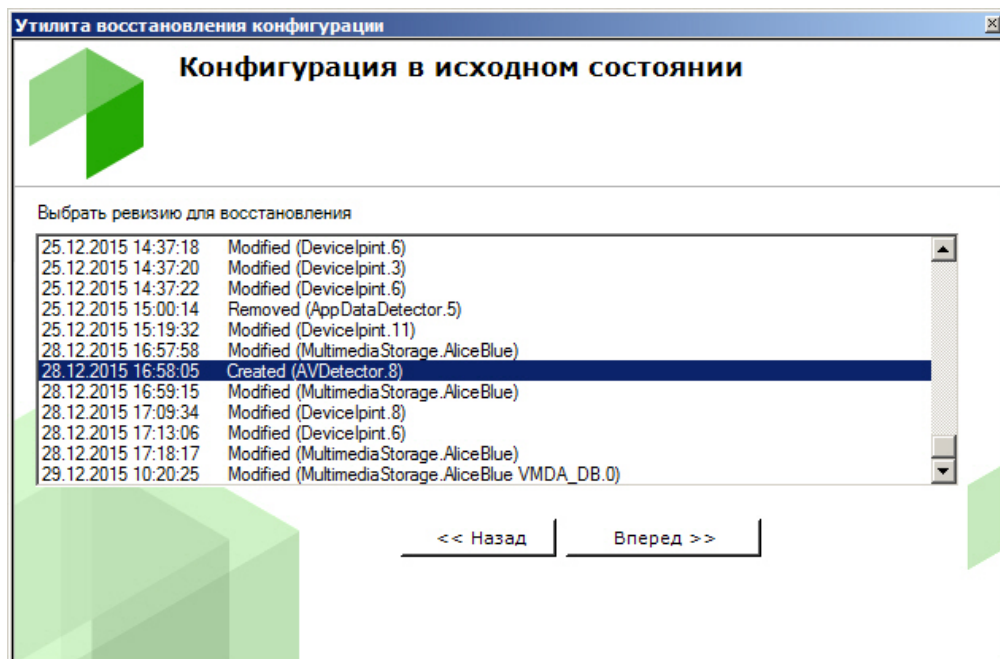 Утилита восстановления конфигурации
Конфигурация в исходном состоянии
Выбрать ревизию для восстановления
25.12.2015 14:37:18 Modified (DeviceIpint.6)
25.12.2015 14:37:20 Modified (DeviceIpint.3)
25.12.2015 14:37:22 Modified (DeviceIpint.6)
25.12.2015 15:00:14 Removed (AppDataDetector.5)
25.12.2015 15:19:32 Modified (DeviceIpint.11)
28.12.2015 16:57:58 Modified (MultimediaStorage.AliceBlue)
28.12.2015 16:58:05 Created (AVDetector.8)
28.12.2015 16:59:15 Modified (MultimediaStorage.AliceBlue)
28.12.2015 17:09:34 Modified (DeviceIpint.8)
28.12.2015 17:13:06 Modified (DeviceIpint.6)
28.12.2015 17:18:17 Modified (MultimediaStorage.AliceBlue)
29.12.2015 10:20:25 Modified (MultimediaStorage.AliceBlue VMDA_DB.0)
<< Назад Вперед >>